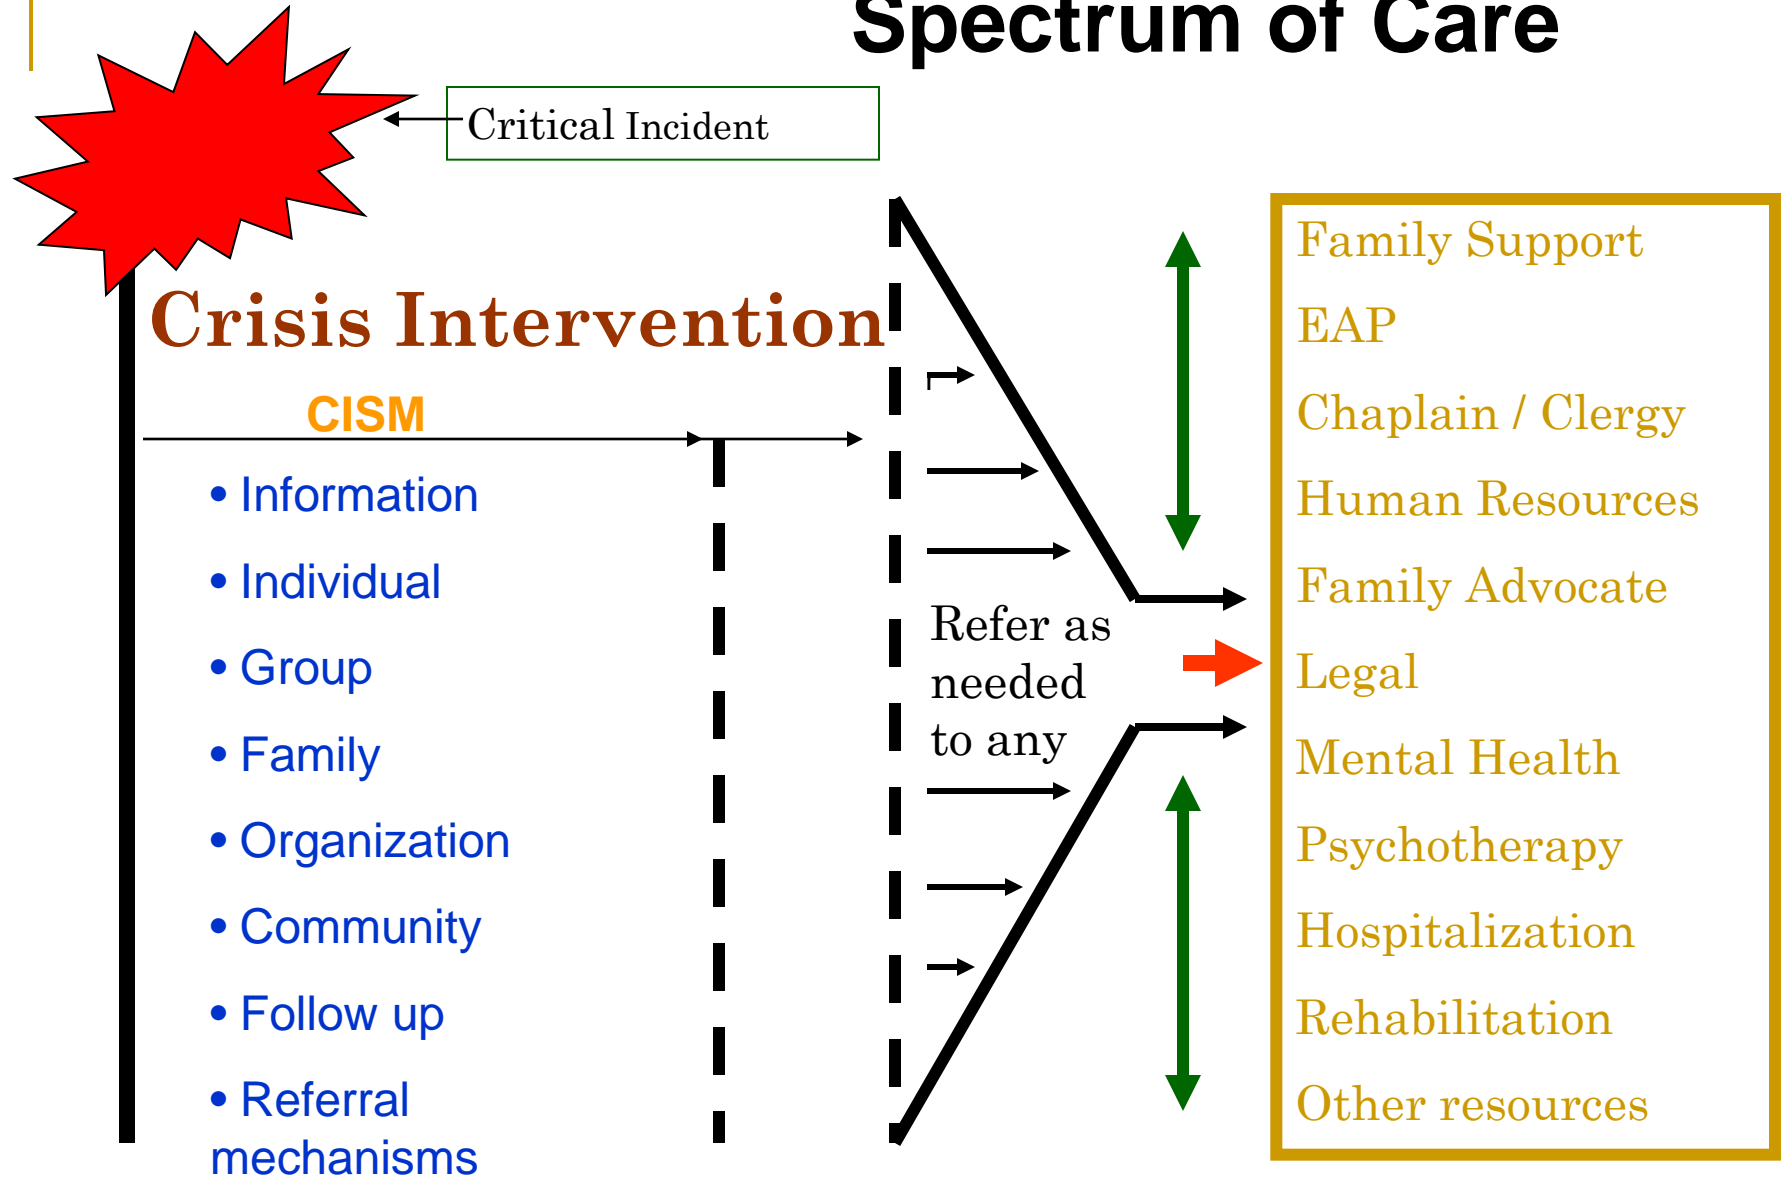 Spectrum of Care
Critical Incident
Crisis Intervention
CISM
• Information
• Individual
• Group
• Family
• Organization
• Community
• Follow up
• Referral
mechanisms
Refer as
needed
to any
Family Support
EAP
Chaplain / Clergy
Human Resources
Family Advocate
Legal
Mental Health
Psychotherapy
Hospitalization
Rehabilitation
Other resources